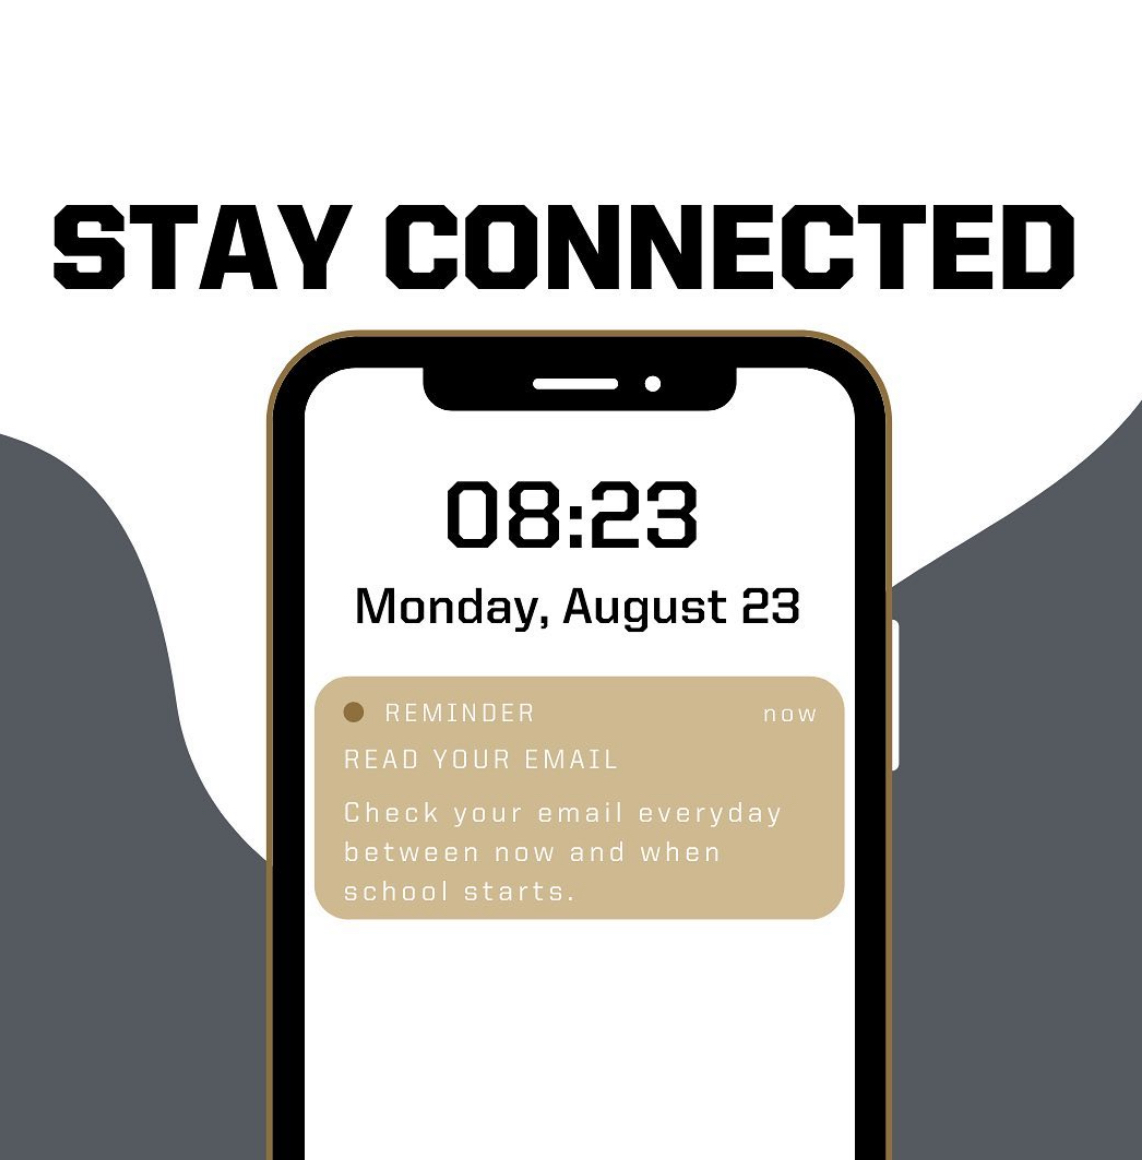 STAY CONNECTED
08:23
Monday, August 23
REMINDER now
READ YOUR EMAIL
Check your email everyday
between now and when
school starts.